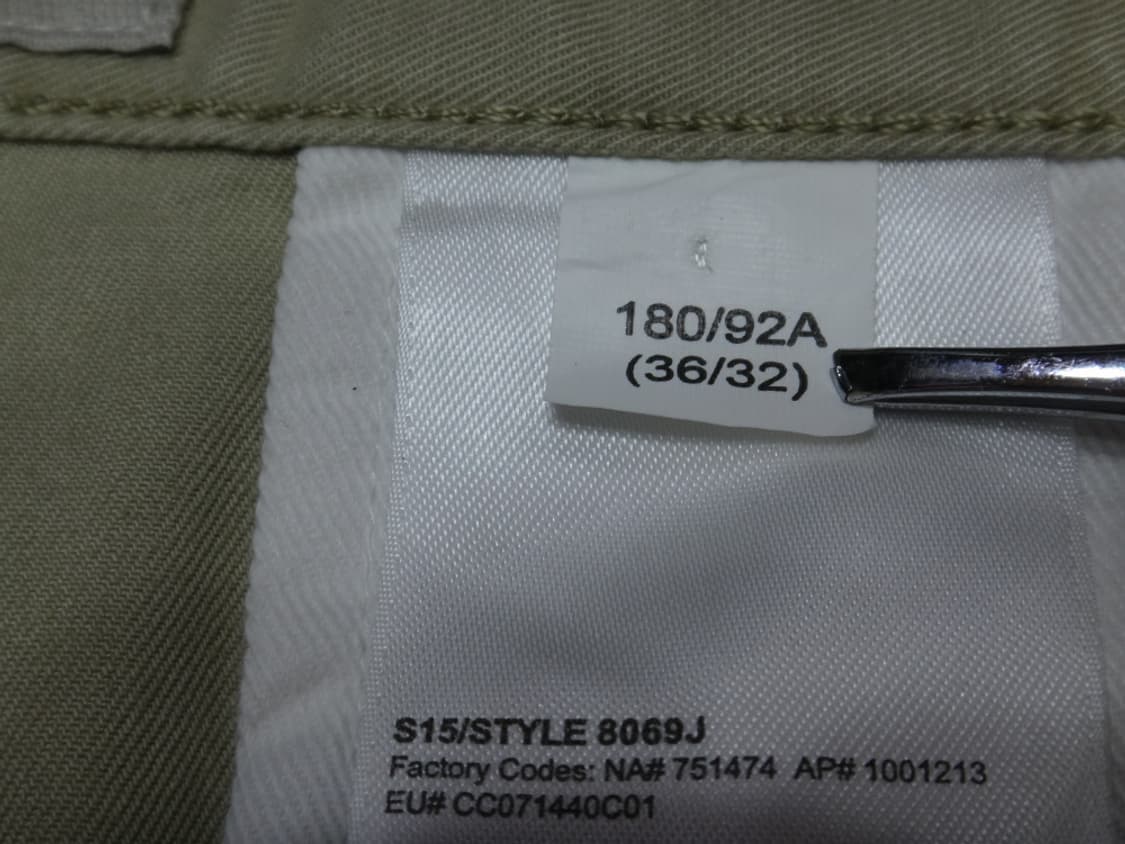 180/92A
(36/32)
S15/STYLE 8069J
Factory Codes: NA# 751474 AP# 1001213
EU# CC071440C01